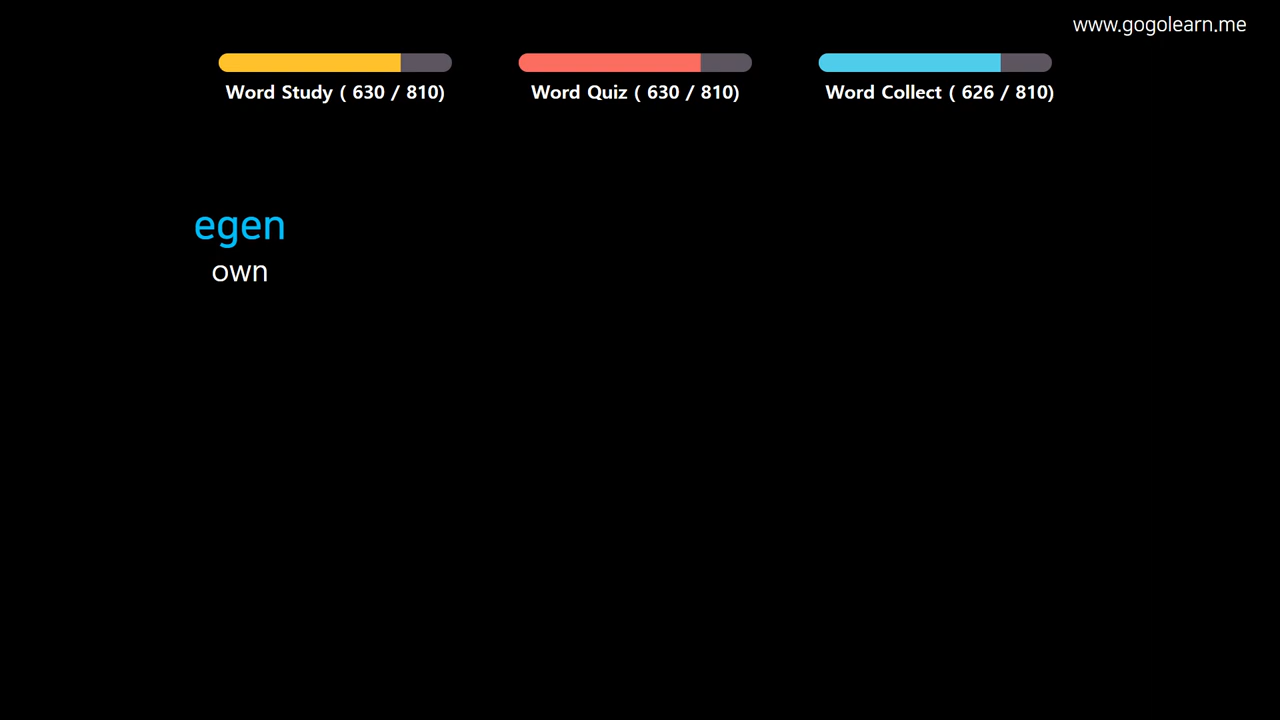 www.gogolearn.me
Word Study ( 630 / 810)
Word Quiz ( 630 / 810)
Word Collect ( 626 / 810)
egen
own